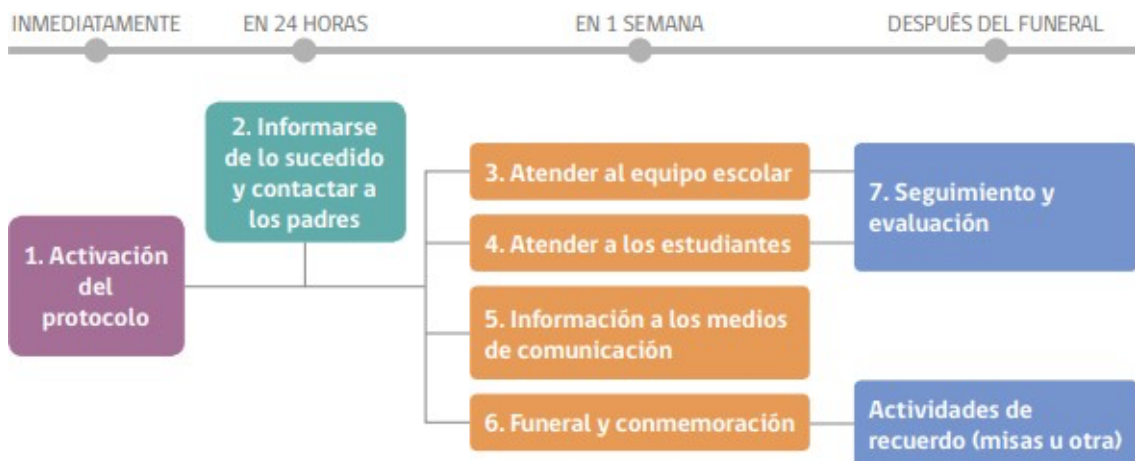 INMEDIATAMENTE
EN 24 HORAS
EN 1 SEMANA
DESPUÉS DEL FUNERAL
1. Activación
del
protocolo
2. Informarse
de lo sucedido
y contactar a
los padres
3. Atender al equipo escolar
4. Atender a los estudiantes
5. Información a los medios
de comunicación
6. Funeral y conmemoración
7. Seguimiento y
evaluación
Actividades de
recuerdo (misas u otra)